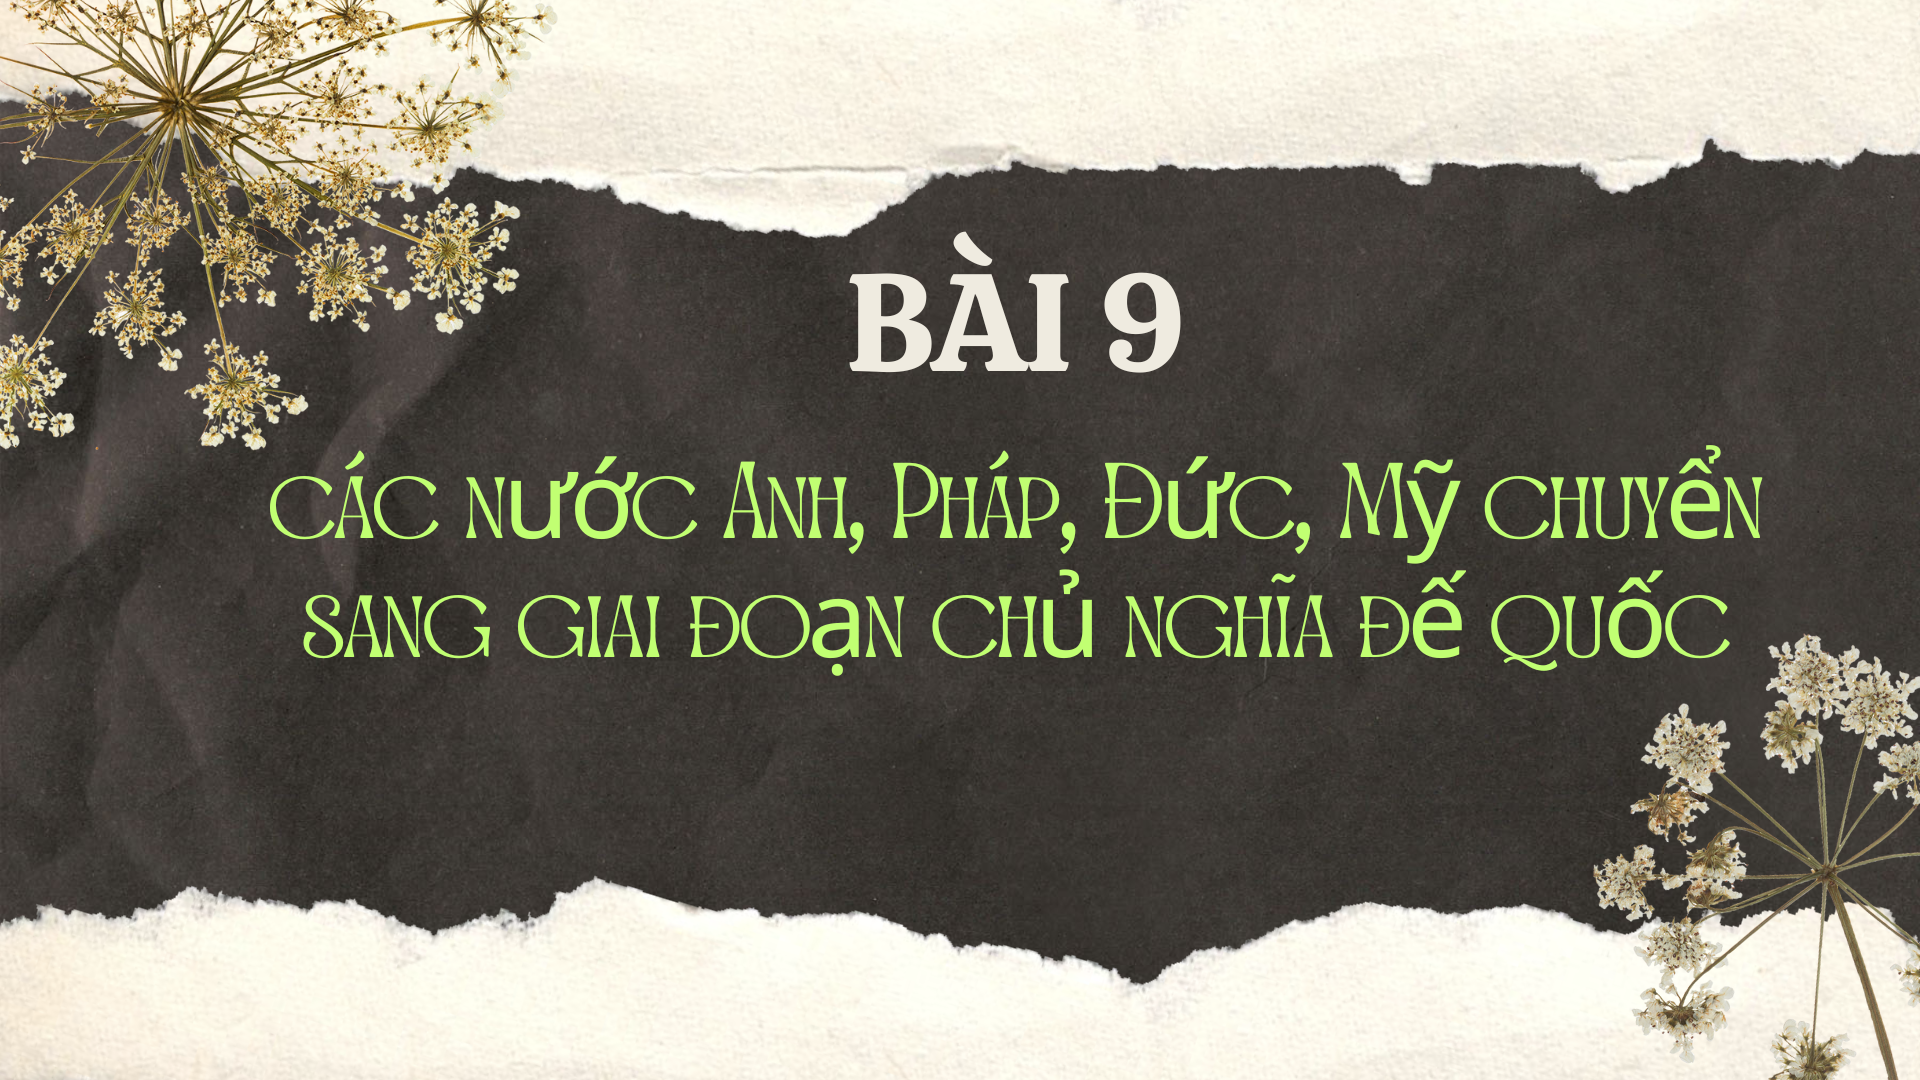 BÀI 9
các nước Anh, Pháp, Đức, Mỹ chuyển
sang giai đoạn chủ nghĩa đế quốc